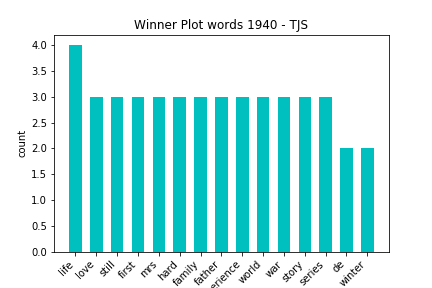 Winner Plot words 1940 - TJS
4.0
3.5
3.0
2.5
2.0
1.5
1.0
0.5
0.0
count
life
love
still
first
mrs
hard
family
father
erience
world
war
story
series
de
winter